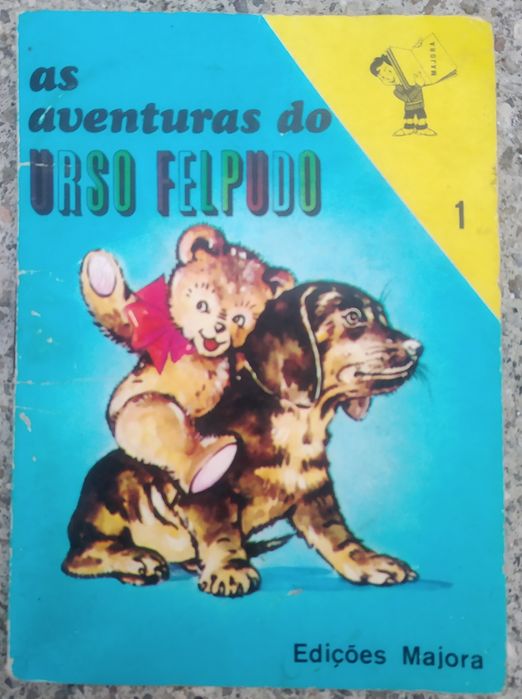 as
aventuras do
URSO FELPUDO
MAJORA
1
Edições Majora